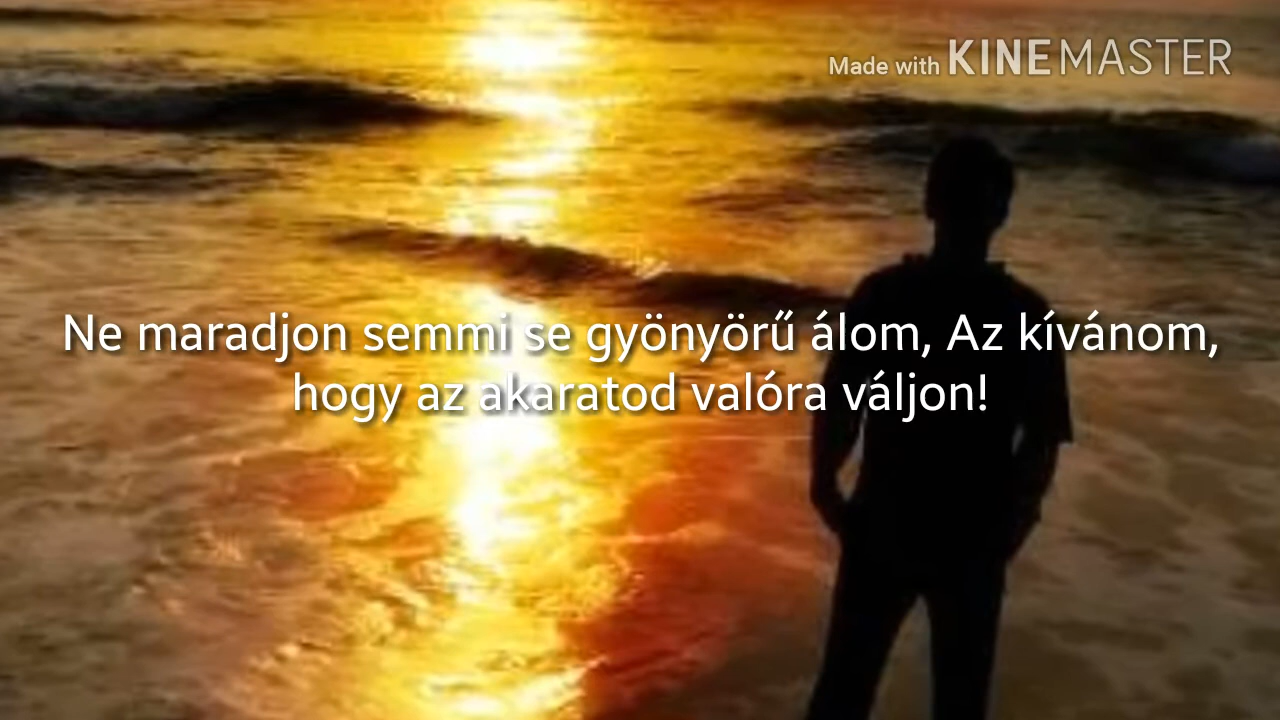 Made with KINEMASTER
Ne maradjon semmi se gyönyörű álom, Az kívánom,
hogy az akaratod valóra váljon!